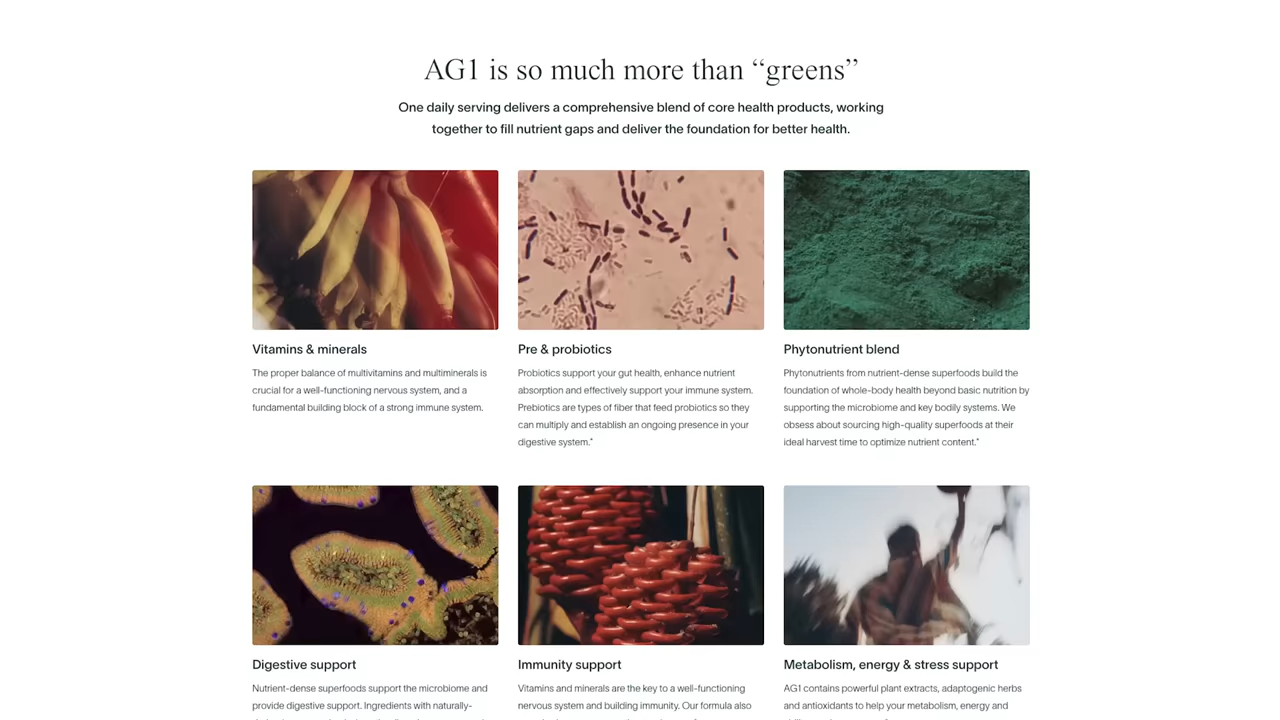 AG1 is so much more than “greens”
One daily serving delivers a comprehensive blend of core health products, working
together to fill nutrient gaps and deliver the foundation for better health.
Vitamins & minerals
The proper balance of multivitamins and multiminerals is
crucial for a well-functioning nervous system, and a
fundamental building block of a strong immune system.
Pre & probiotics
Probiotics support your gut health, enhance nutrient
absorption and effectively support your immune system.
Prebiotics are types of fiber that feed probiotics so they
can multiply and establish an ongoing presence in your
digestive system.*
Phytonutrient blend
Phytonutrients from nutrient-dense superfoods build the
foundation of whole-body health beyond basic nutrition by
supporting the microbiome and key bodily systems. We
obsess about sourcing high-quality superfoods at their
ideal harvest time to optimize nutrient content.*
Digestive support
Nutrient-dense superfoods support the microbiome and
provide digestive support. Ingredients with naturally-
Immunity support
Vitamins and minerals are the key to a well-functioning
nervous system and building immunity. Our formula also
Metabolism, energy & stress support
AG1 contains powerful plant extracts, adaptogenic herbs
and antioxidants to help your metabolism, energy and